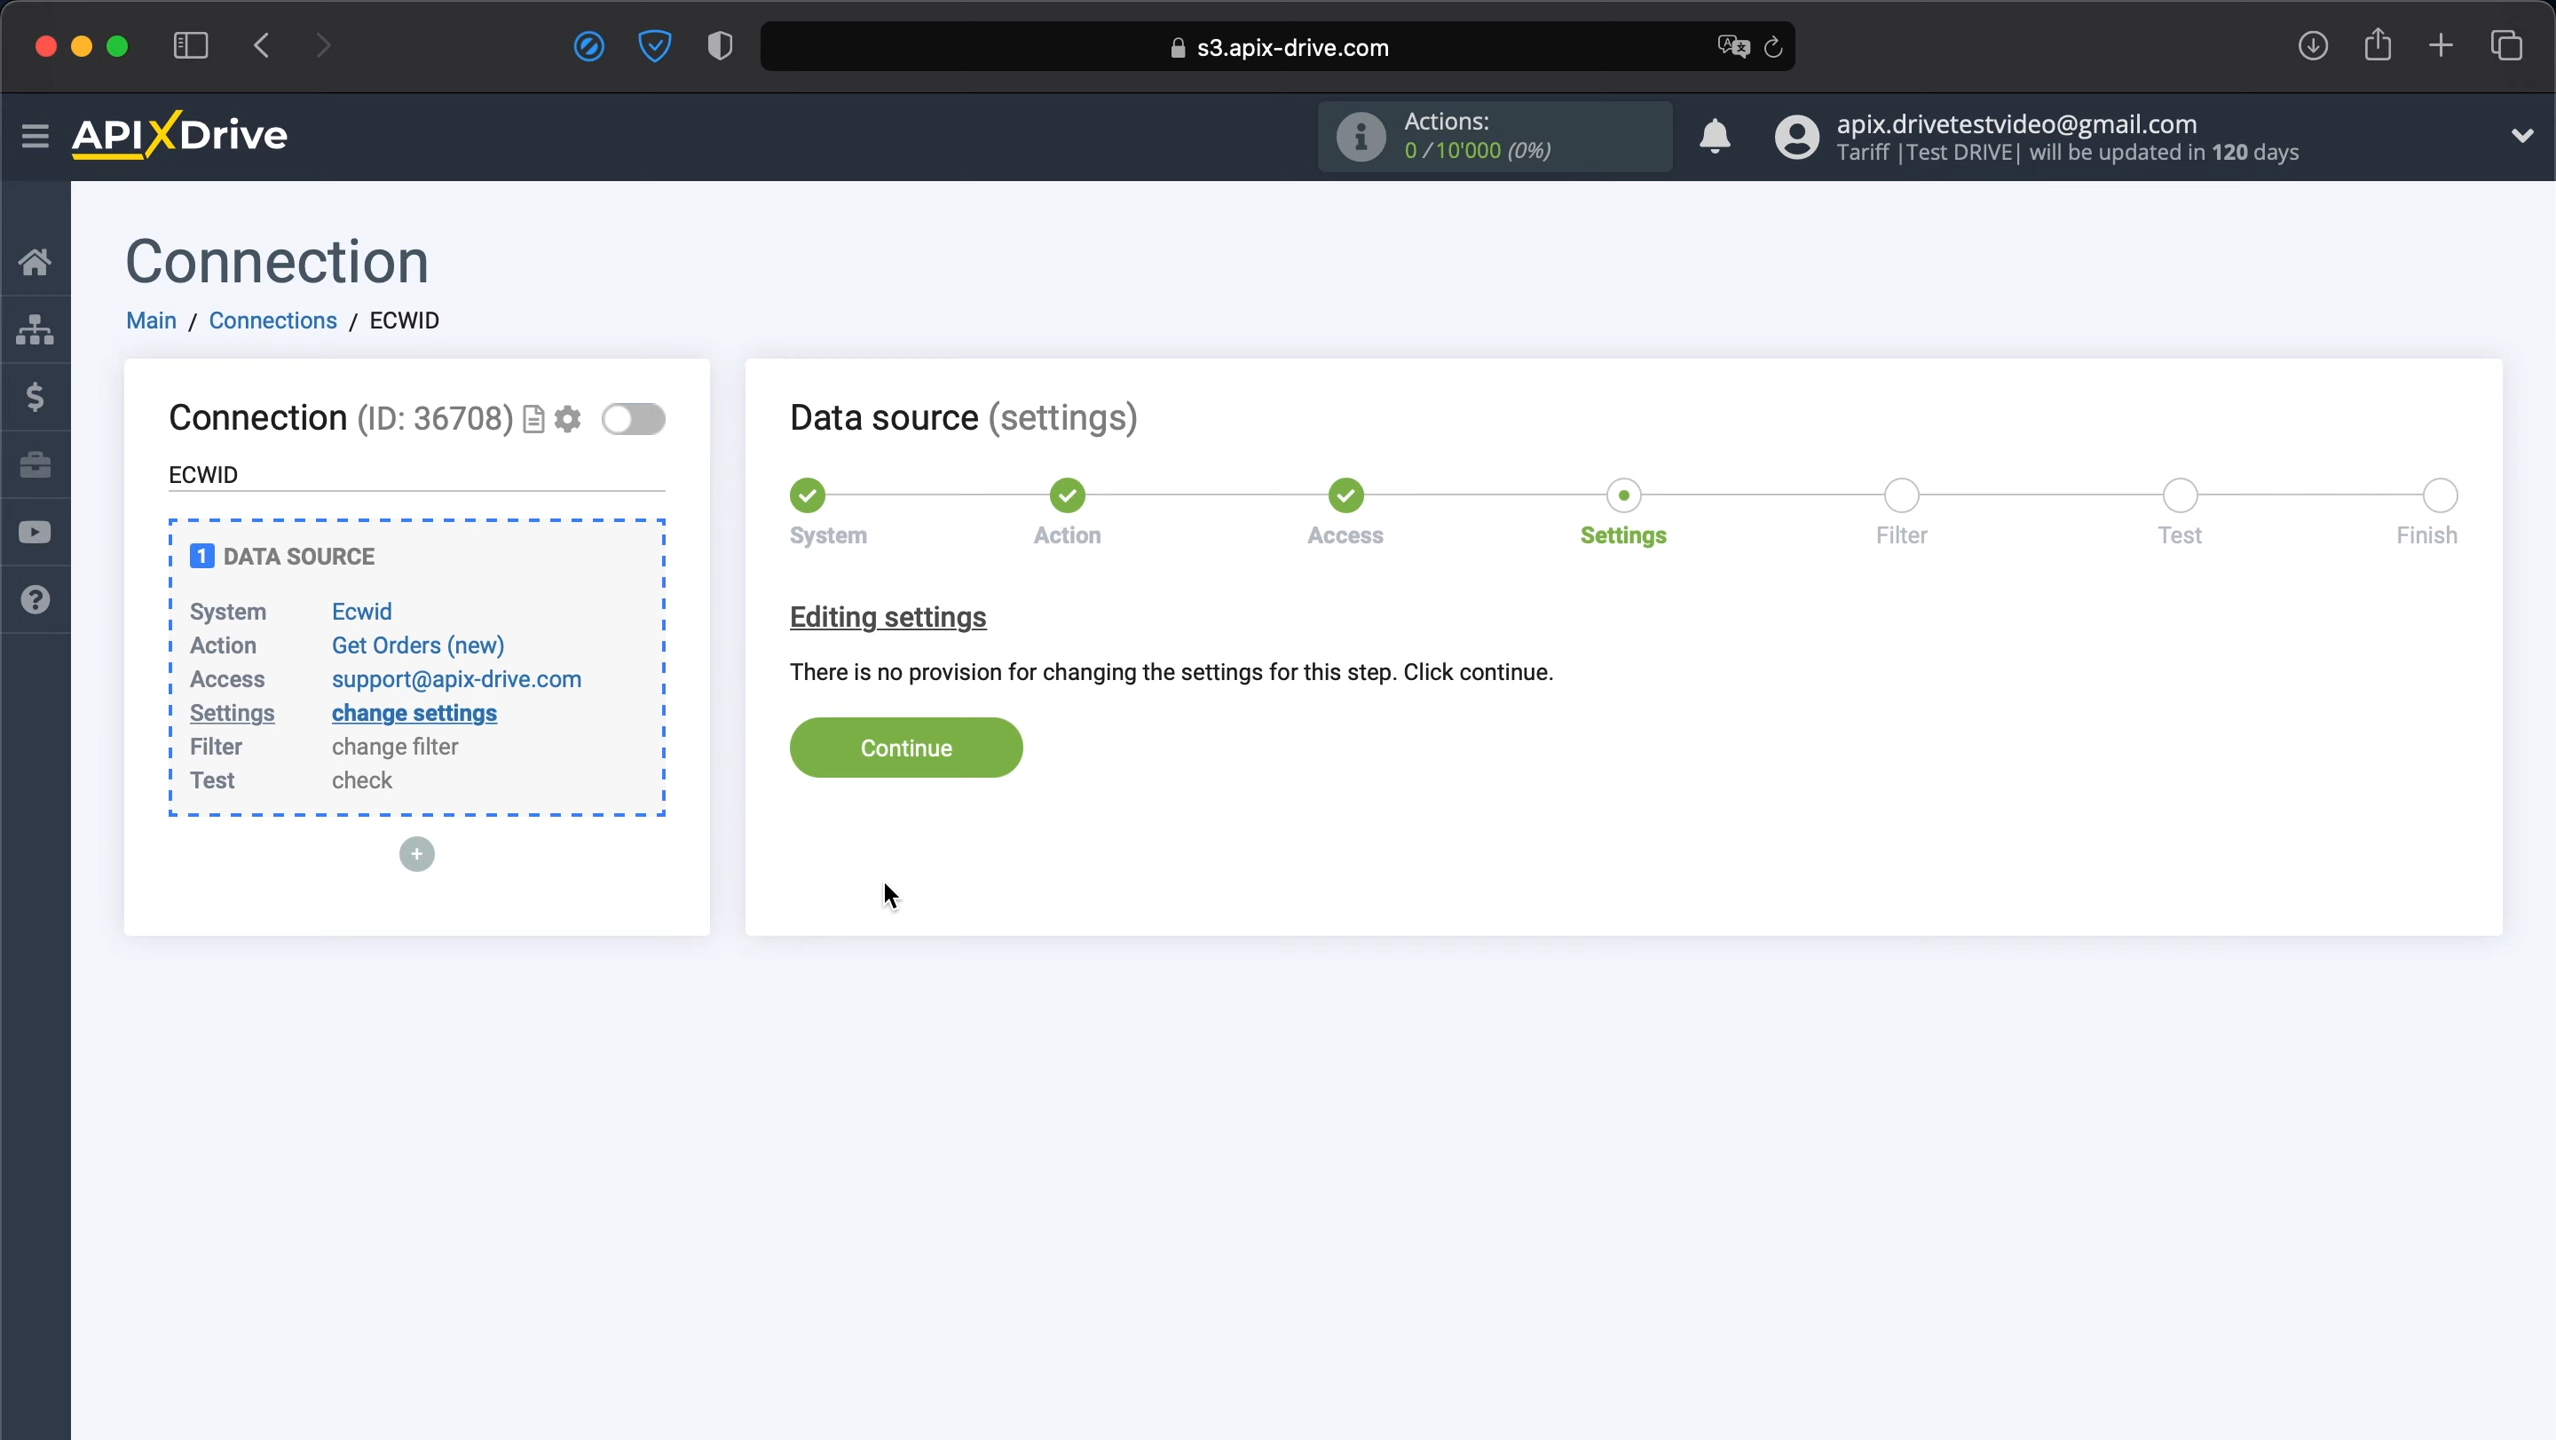 s3.apix-drive.com
APIXDrive
Actions:
0 / 10'000 (0%)
apix.drivetestvideo@gmail.com
Tariff |Test DRIVE| will be updated in 120 days
Connection
Main / Connections / ECWID
Connection (ID: 36708)
ECWID
1 DATA SOURCE
System Ecwid
Action Get Orders (new)
Access support@apix-drive.com
Settings change settings
Filter change filter
Test check
+
Data source (settings)
System Action Access Settings Filter Test Finish
Editing settings
There is no provision for changing the settings for this step. Click continue.
Continue